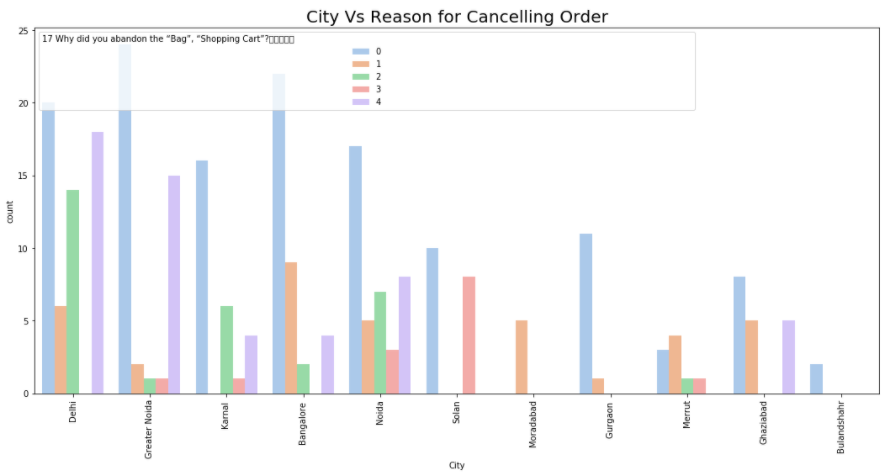 City Vs Reason for Cancelling Order
17 Why did you abandon the “Bag”, “Shopping Cart”?
0
1
2
3
4
25
20
15
10
5
0
count
Delhi
Greater Noida
Karnal
Bangalore
Noida
Solan
Moradabad
Gurgaon
Merrut
Ghaziabad
Bulandshahr
City